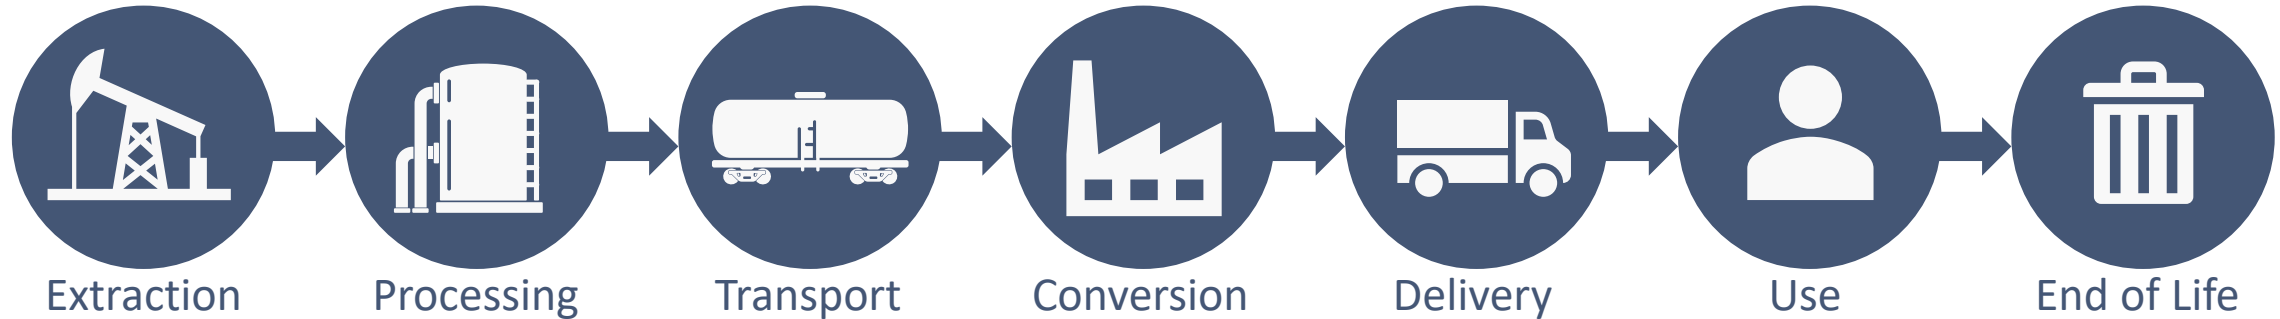 Extraction
Processing
Transport
Conversion
Delivery
Use
End of Life